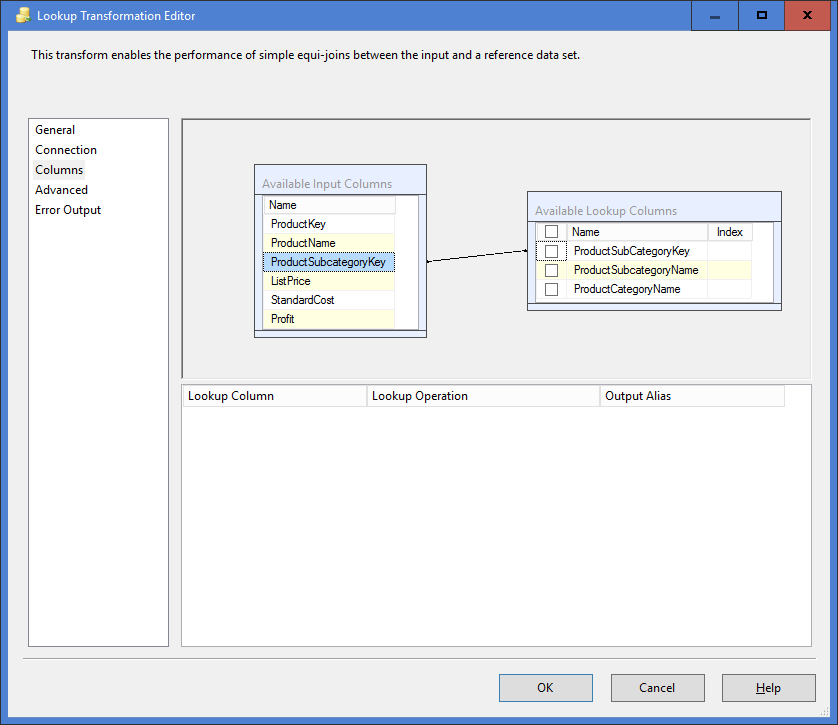 Lookup Transformation Editor
This transform enables the performance of simple equi-joins between the input and a reference data set.
General
Connection
Columns
Advanced
Error Output
Available Input Columns
Name
ProductKey
ProductName
ProductSubcategoryKey
ListPrice
StandardCost
Profit
Available Lookup Columns
Name Index
ProductSubCategoryKey
ProductSubcategoryName
ProductCategoryName
Lookup Column Lookup Operation Output Alias
OK Cancel Help